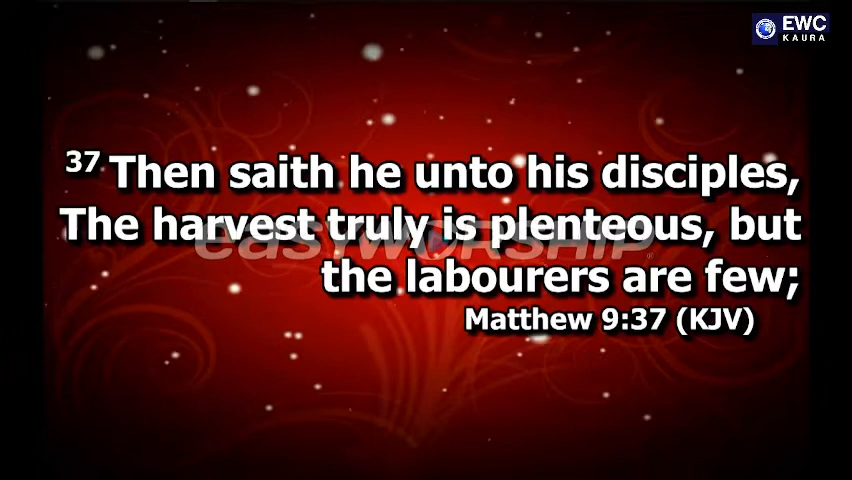 EWC
KAURA
37 Then saith he unto his disciples,
The harvest truly is plenteous, but
easyworship
the labourers are few;
Matthew 9:37 (KJV)